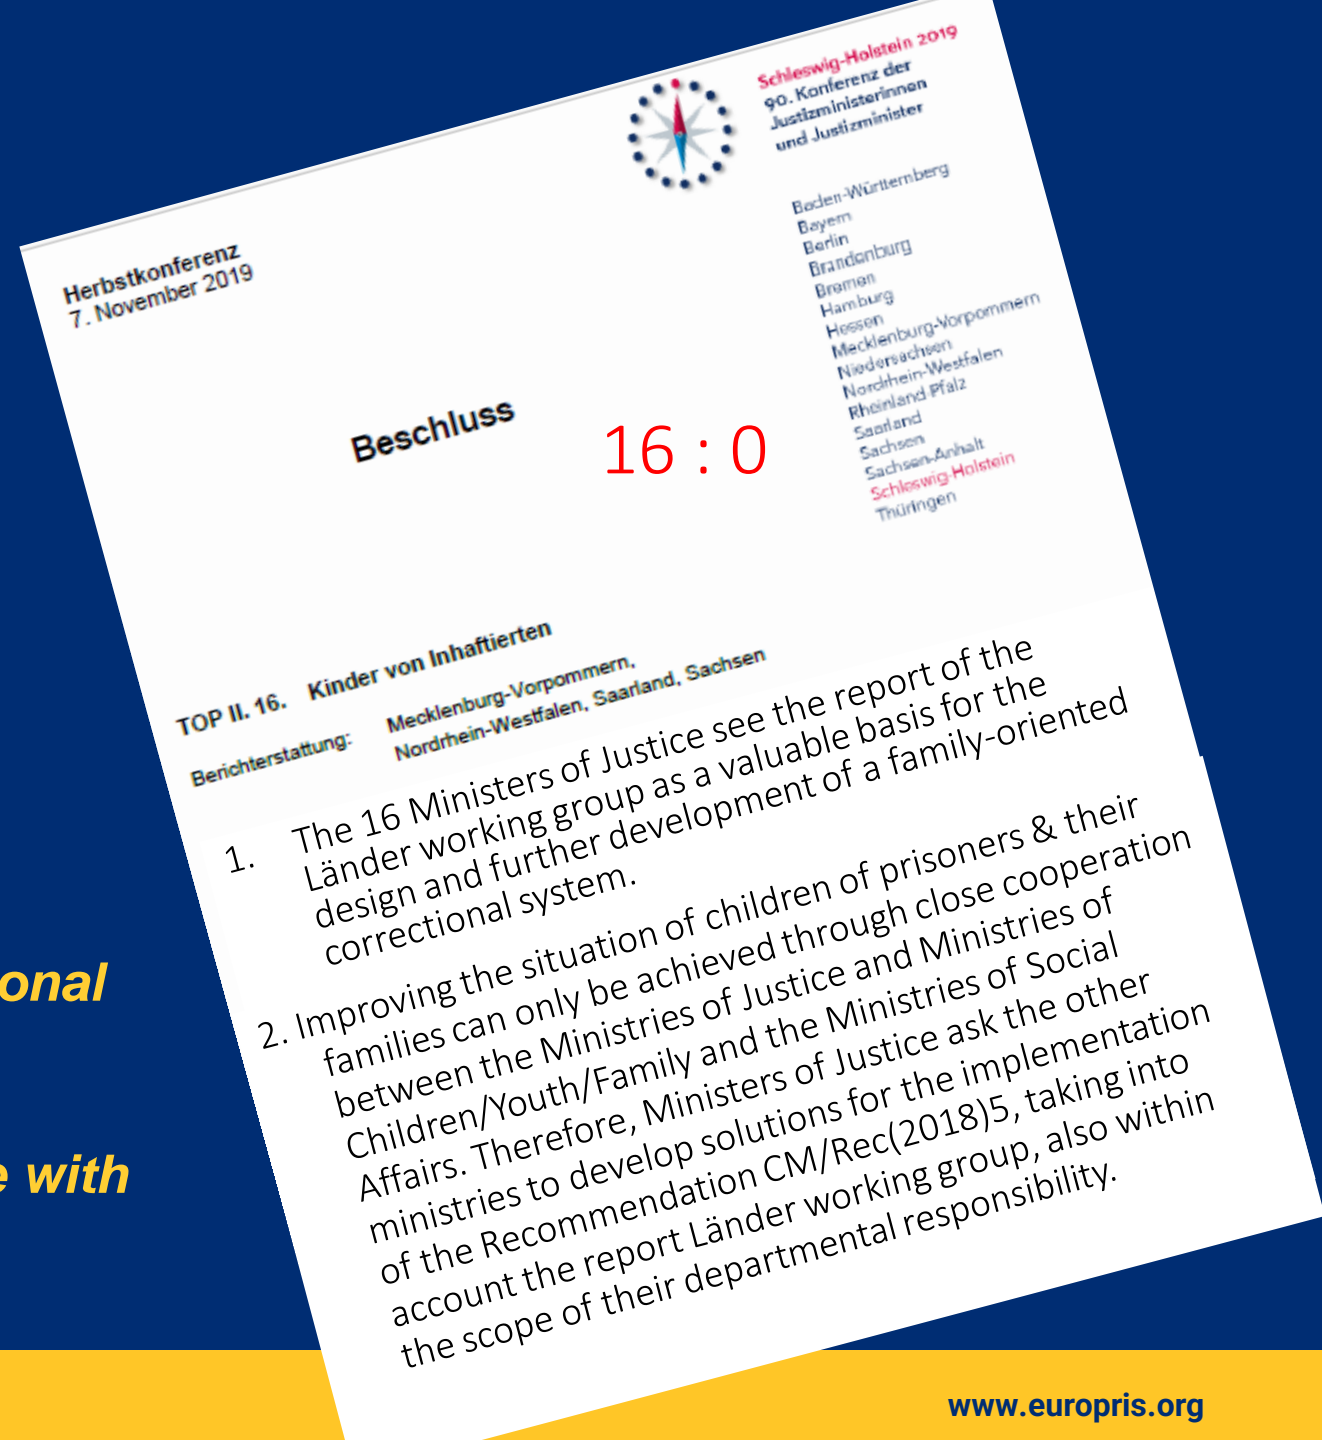 Schleswig-Holstein 2019
90. Konferenz der
Justizministerinnen
und Justizminister
Baden-Württemberg
Bayern
Berlin
Brandenburg
Bremen
Hamburg
Hessen
Mecklenburg-Vorpommern
Niedersachsen
Nordrhein-Westfalen
Rheinland-Pfalz
Saarland
Sachsen
Sachsen-Anhalt
Schleswig-Holstein
Thüringen
Herbstkonferenz
7. November 2019
Beschluss
16 : 0
TOP II. 16. Kinder von Inhaftierten
Berichterstattung: Mecklenburg-Vorpommern,
Nordrhein-Westfalen, Saarland, Sachsen
1. The 16 Ministers of Justice see the report of the
Länder working group as a valuable basis for the
design and further development of a family-oriented
correctional system.
2. Improving the situation of children of prisoners & their
families can only be achieved through close cooperation
between the Ministries of Justice and Ministries of
Children/Youth/Family and the Ministries of Social
Affairs. Therefore, Ministers of Justice ask the other
ministries to develop solutions for the implementation
of the Recommendation CM/Rec(2018)5, taking into
account the report Länder working group, also within
the scope of their departmental responsibility.
onal
e with
www.europris.org